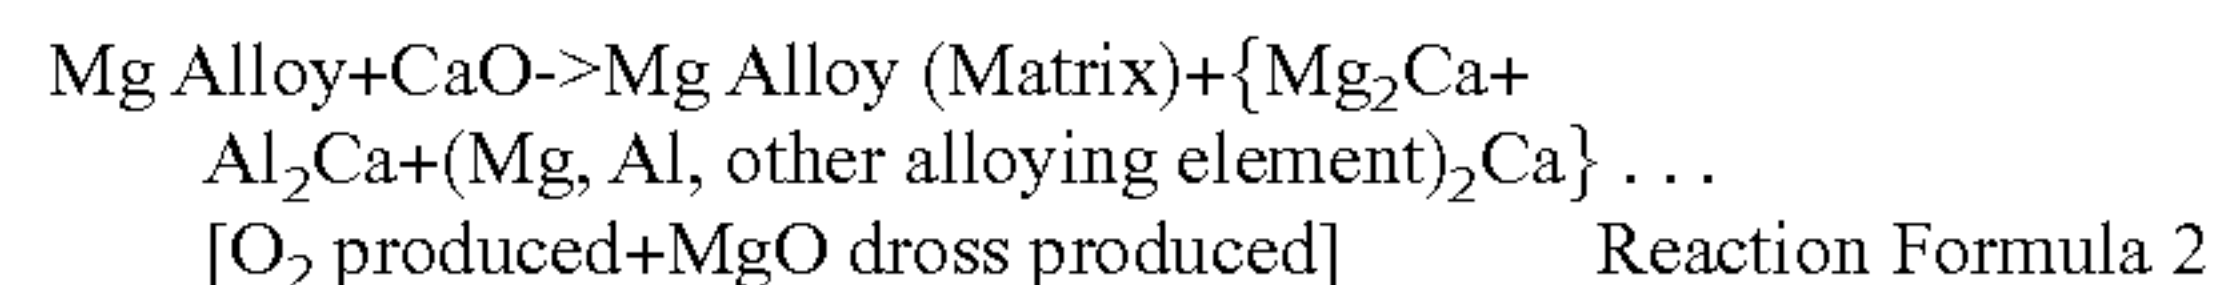 Mg Alloy+CaO->Mg Alloy (Matrix)+{Mg₂Ca+
Al₂Ca+(Mg, Al, other alloying element)₂Ca} . . .
[O₂ produced+MgO dross produced] Reaction Formula 2